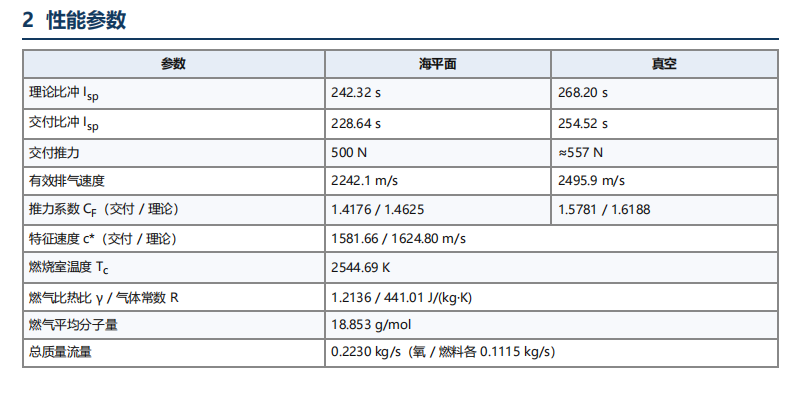 2 性能参数
参数 海平面 真空
理论比冲 Isp 242.32 s 268.20 s
交付比冲 Isp 228.64 s 254.52 s
交付推力 500 N ≈557 N
有效排气速度 2242.1 m/s 2495.9 m/s
推力系数 CF（交付 / 理论） 1.4176 / 1.4625 1.5781 / 1.6188
特征速度 c*（交付 / 理论） 1581.66 / 1624.80 m/s
燃烧室温度 Tc 2544.69 K
燃气比热比 γ / 气体常数 R 1.2136 / 441.01 J/(kg·K)
燃气平均分子量 18.853 g/mol
总质量流量 0.2230 kg/s（氧 / 燃料各 0.1115 kg/s）